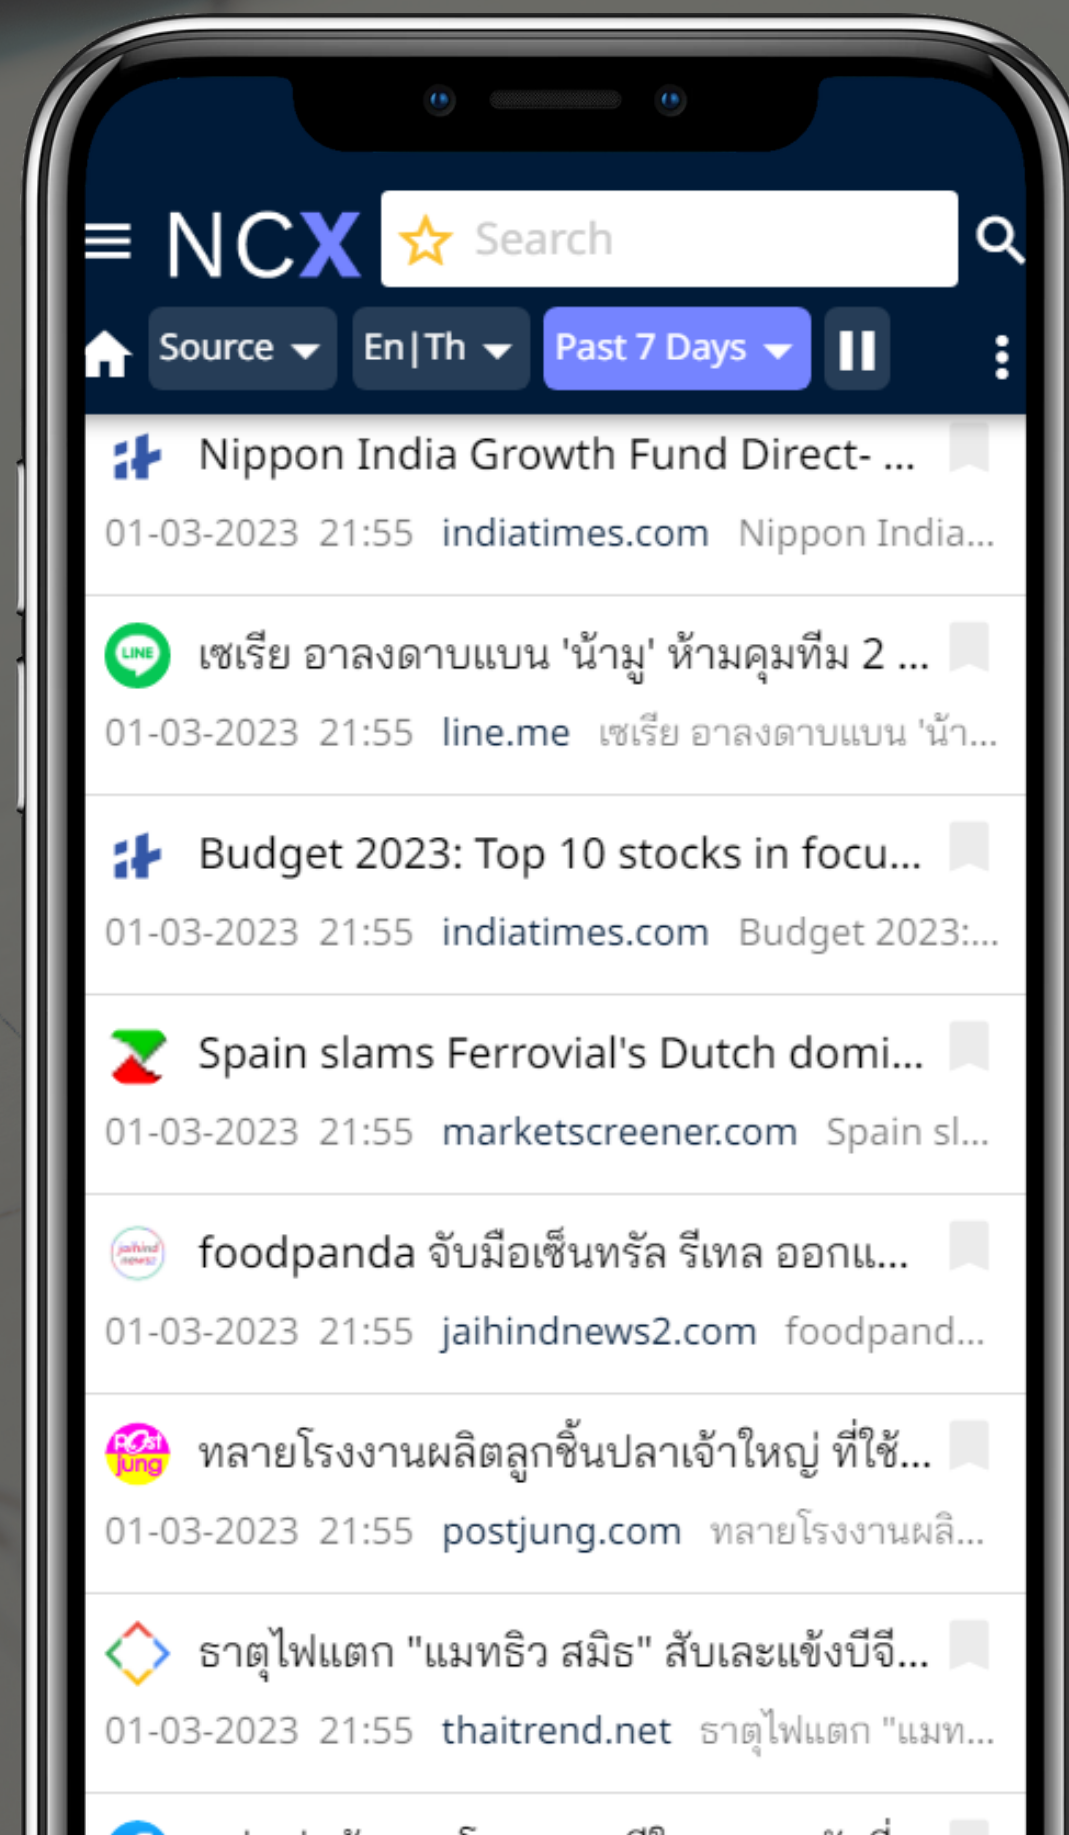 NCX Search
Source En|Th Past 7 Days
Nippon India Growth Fund Direct- ...
01-03-2023 21:55 indiatimes.com Nippon India...
LINE
เซเรีย อาลงดาบแบน 'น้ามู' ห้ามคุมทีม 2 ...
01-03-2023 21:55 line.me เซเรีย อาลงดาบแบน 'น้า...
Budget 2023: Top 10 stocks in focu...
01-03-2023 21:55 indiatimes.com Budget 2023:...
Spain slams Ferrovial's Dutch domi...
01-03-2023 21:55 marketscreener.com Spain sl...
jaihind
news2
foodpanda จับมือเซ็นทรัล รีเทล ออกแ...
01-03-2023 21:55 jaihindnews2.com foodpand...
Post
jung
ทลายโรงงานผลิตลูกชิ้นปลาเจ้าใหญ่ ที่ใช้...
01-03-2023 21:55 postjung.com ทลายโรงงานผลิ...
ธาตุไฟแตก "แมทธิว สมิธ" สับเละแข้งบีจี...
01-03-2023 21:55 thaitrend.net ธาตุไฟแตก "แมท...